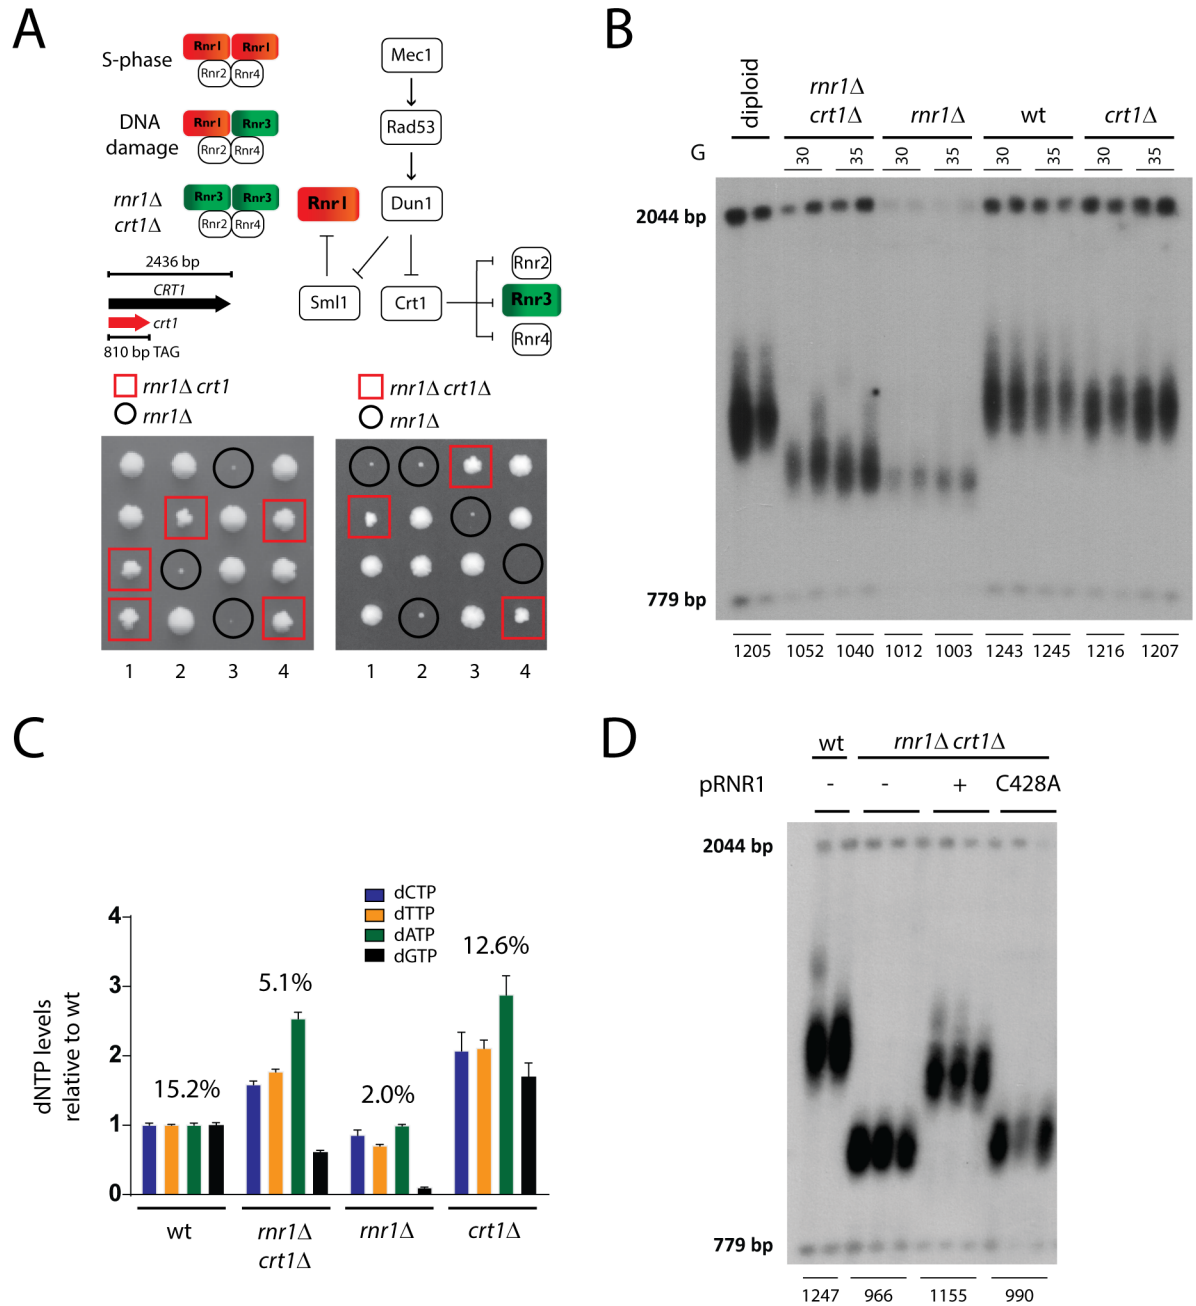 A
S-phase
Rnr1 Rnr1
Rnr2 Rnr4
DNA
damage
Rnr1 Rnr3
Rnr2 Rnr4
rnr1Δ
crt1Δ
Rnr3 Rnr3
Rnr2 Rnr4
Mec1
Rad53
Rnr1
Dun1
Sml1
Crt1
Rnr2
Rnr3
Rnr4
2436 bp
CRT1
crt1
810 bp TAG
rnr1Δ crt1
rnr1Δ
1 2 3 4
rnr1Δ crt1Δ
rnr1Δ
1 2 3 4
B
diploid
rnr1Δ
crt1Δ
rnr1Δ
wt
crt1Δ
G 30 35 30 35 30 35 30 35
2044 bp
779 bp
1205 1052 1040 1012 1003 1243 1245 1216 1207
C
dNTP levels
relative to wt
4
3
2
1
0
dCTP
dTTP
dATP
dGTP
15.2%
5.1%
2.0%
12.6%
wt
rnr1Δ
crt1Δ
rnr1Δ
crt1Δ
D
wt rnr1Δ crt1Δ
pRNR1 - - + C428A
2044 bp
779 bp
1247 966 1155 990